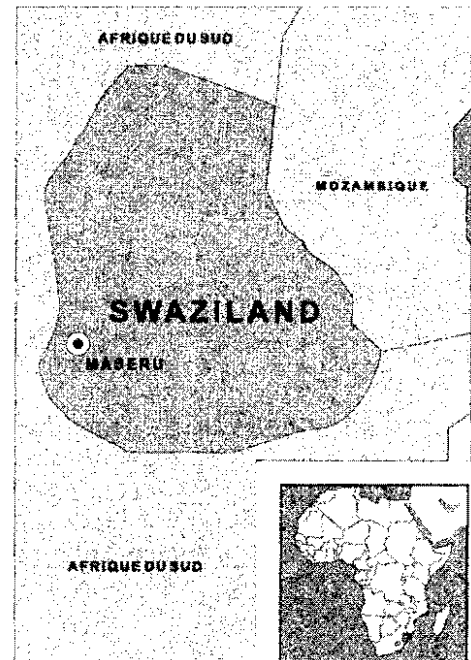 AFRIQUE DU SUD
MOZAMBIQUE
SWAZILAND
MASERU
AFRIQUE DU SUD